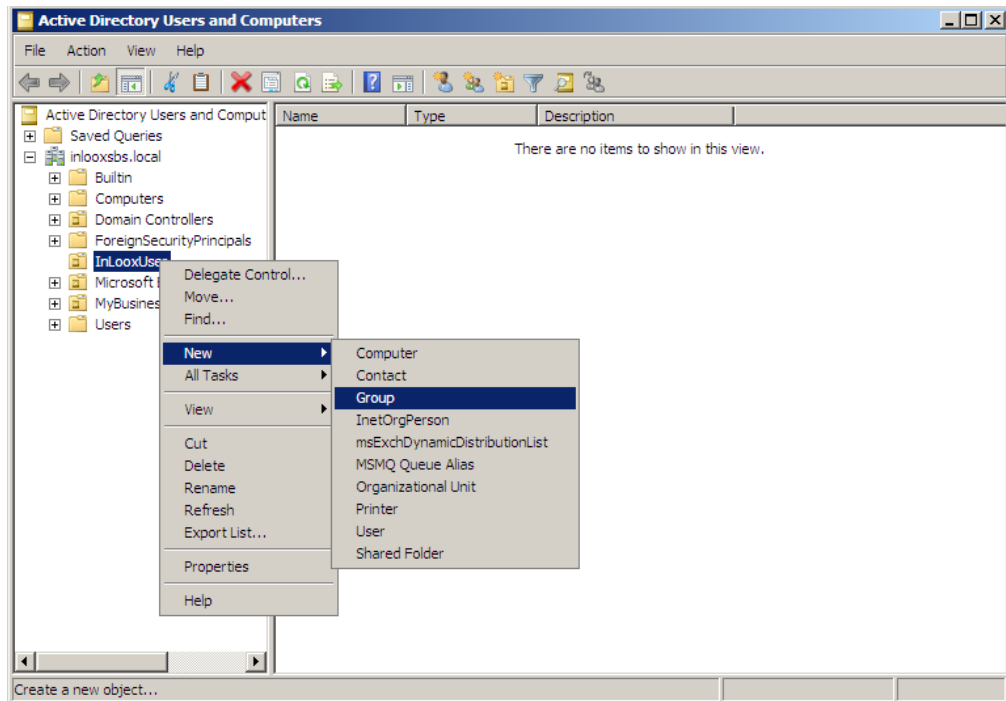 Active Directory Users and Computers
File Action View Help
Active Directory Users and Comput
Name Type Description
Saved Queries
There are no items to show in this view.
inlooxsbs.local
Builtin
Computers
Domain Controllers
ForeignSecurityPrincipals
InLooxUser
Microsoft
MyBusines
Users
Delegate Control...
Move...
Find...
New
All Tasks
View
Cut
Delete
Rename
Refresh
Export List...
Properties
Help
Computer
Contact
Group
InetOrgPerson
msExchDynamicDistributionList
MSMQ Queue Alias
Organizational Unit
Printer
User
Shared Folder
Create a new object...